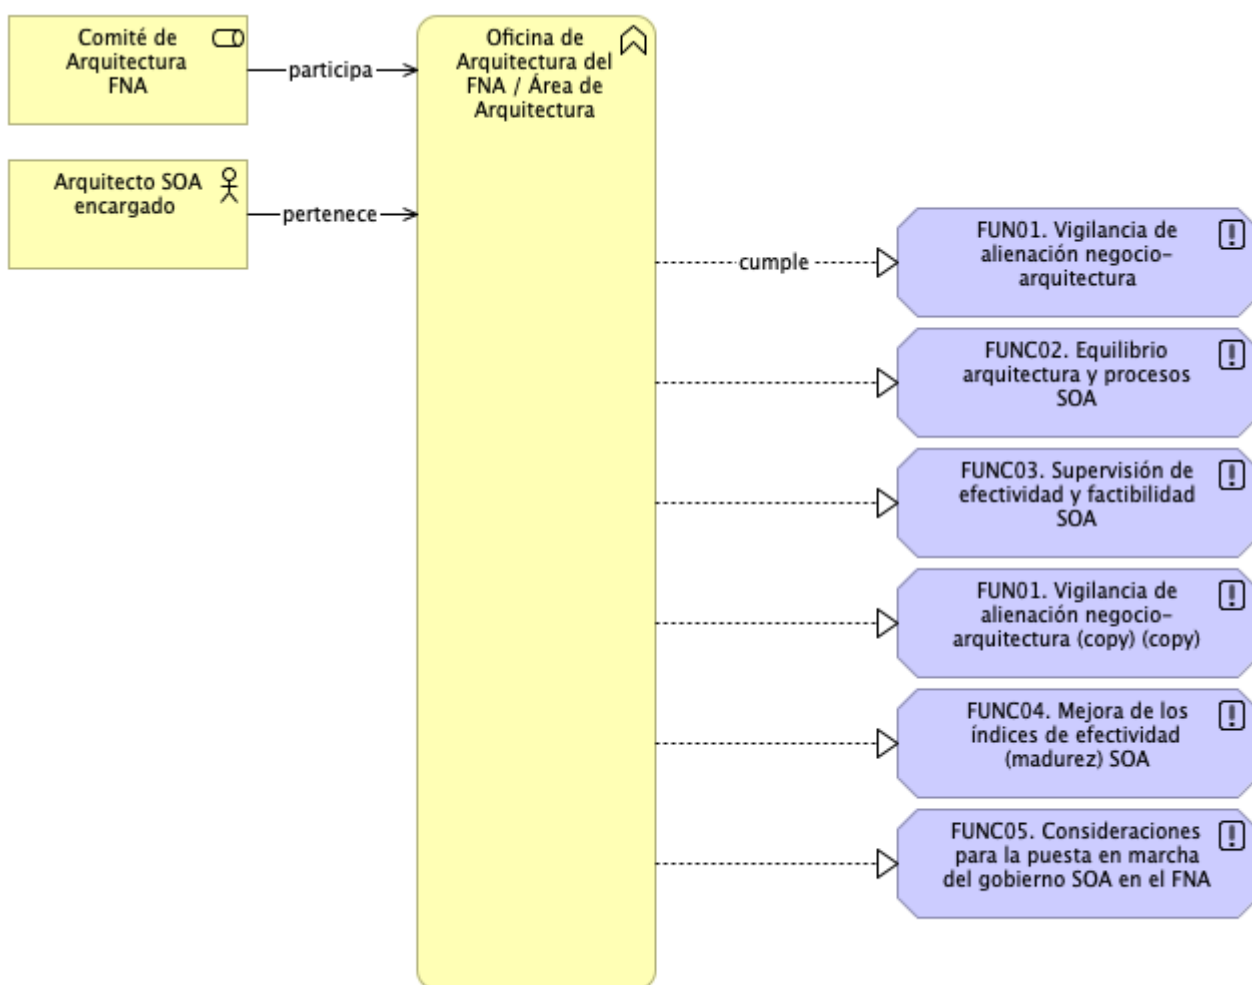 Comité de
Arquitectura
FNA
participa
Oficina de
Arquitectura del
FNA / Área de
Arquitectura
Arquitecto SOA
encargado
pertenece
cumple
FUN01. Vigilancia de
alienación negocio-
arquitectura
FUNC02. Equilibrio
arquitectura y procesos
SOA
FUNC03. Supervisión de
efectividad y factibilidad
SOA
FUN01. Vigilancia de
alienación negocio-
arquitectura (copy) (copy)
FUNC04. Mejora de los
índices de efectividad
(madurez) SOA
FUNC05. Consideraciones
para la puesta en marcha
del gobierno SOA en el FNA